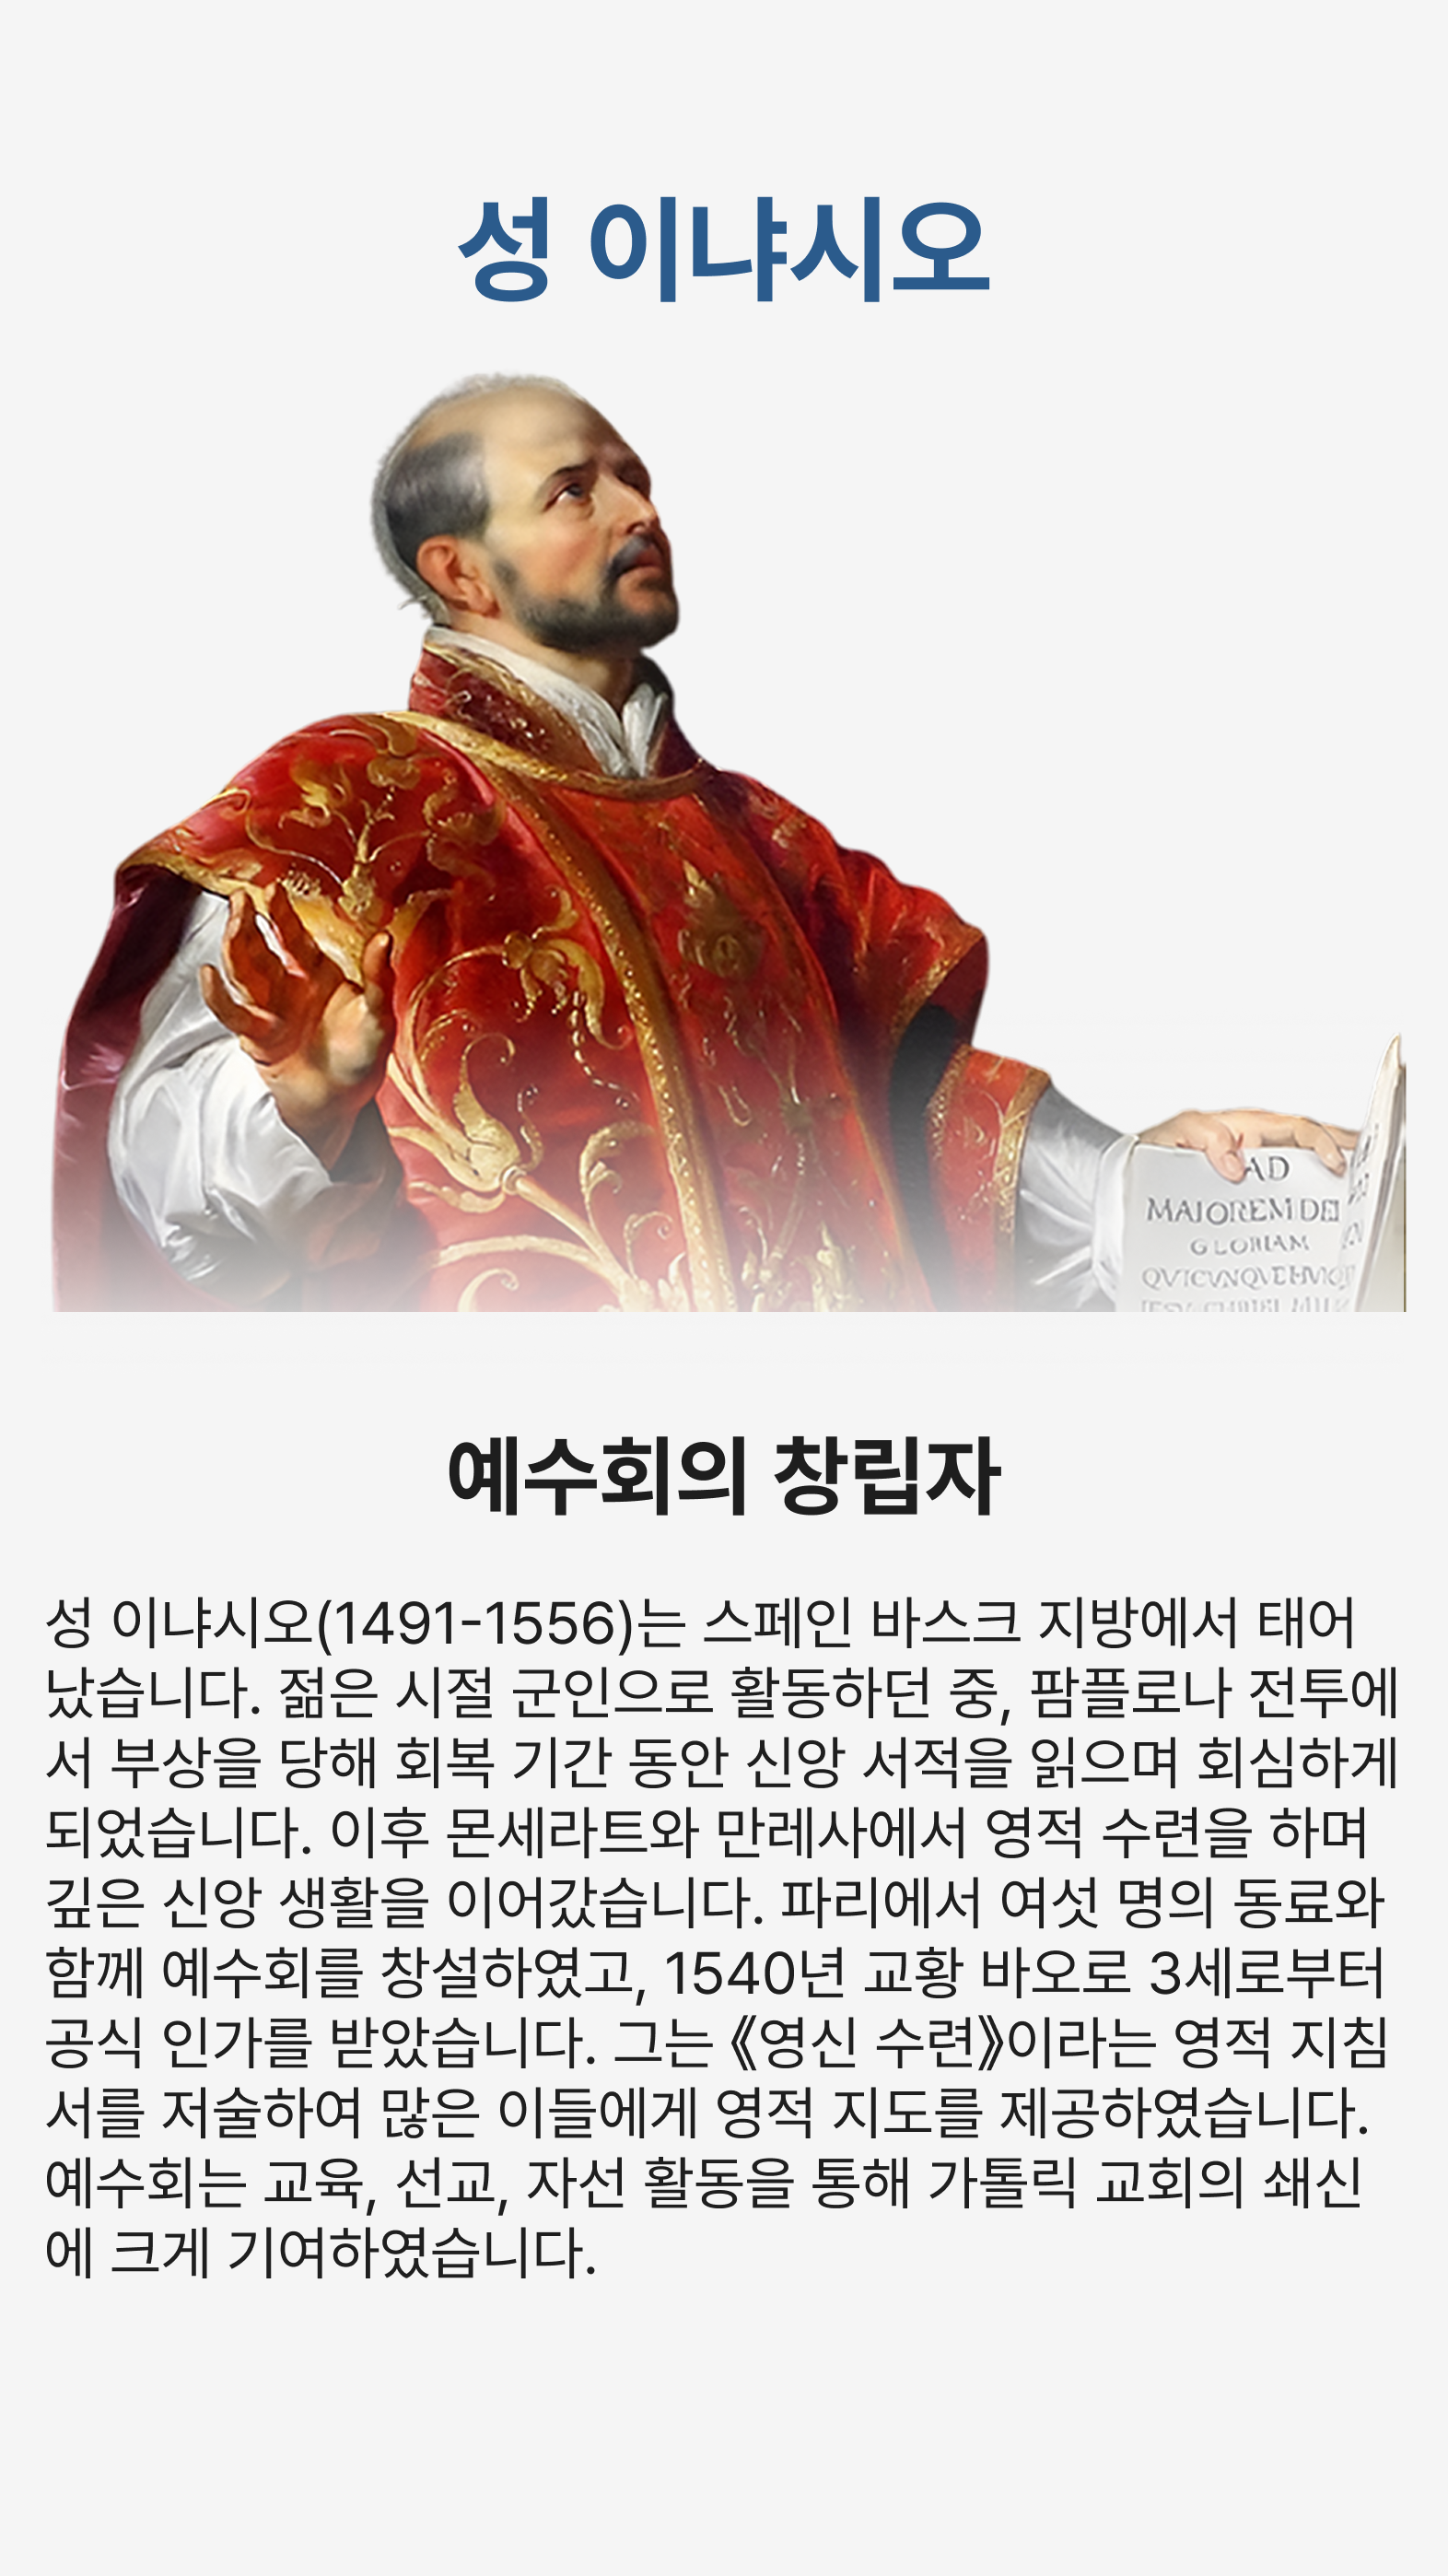 성 이냐시오
AD
MAIOREM DEI
GLORIAM
예수회의 창립자
성 이냐시오(1491-1556)는 스페인 바스크 지방에서 태어
났습니다. 젊은 시절 군인으로 활동하던 중, 팜플로나 전투에
서 부상을 당해 회복 기간 동안 신앙 서적을 읽으며 회심하게
되었습니다. 이후 몬세라트와 만레사에서 영적 수련을 하며
깊은 신앙 생활을 이어갔습니다. 파리에서 여섯 명의 동료와
함께 예수회를 창설하였고, 1540년 교황 바오로 3세로부터
공식 인가를 받았습니다. 그는 《영신 수련》이라는 영적 지침
서를 저술하여 많은 이들에게 영적 지도를 제공하였습니다.
예수회는 교육, 선교, 자선 활동을 통해 가톨릭 교회의 쇄신
에 크게 기여하였습니다.